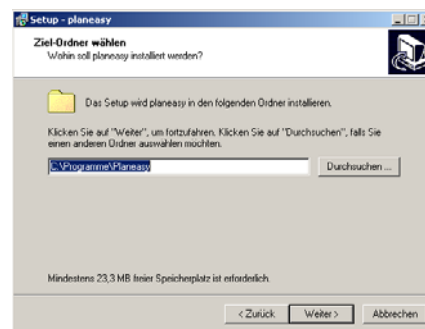 Setup - planeasy
Ziel-Ordner wählen
Wohin soll planeasy installiert werden?
Das Setup wird planeasy in den folgenden Ordner installieren.
Klicken Sie auf "Weiter", um fortzufahren. Klicken Sie auf "Durchsuchen", falls Sie
einen anderen Ordner auswählen möchten.
C:\Programme\Planeasy
Durchsuchen ...
Mindestens 23,3 MB freier Speicherplatz ist erforderlich.
< Zurück
Weiter >
Abbrechen